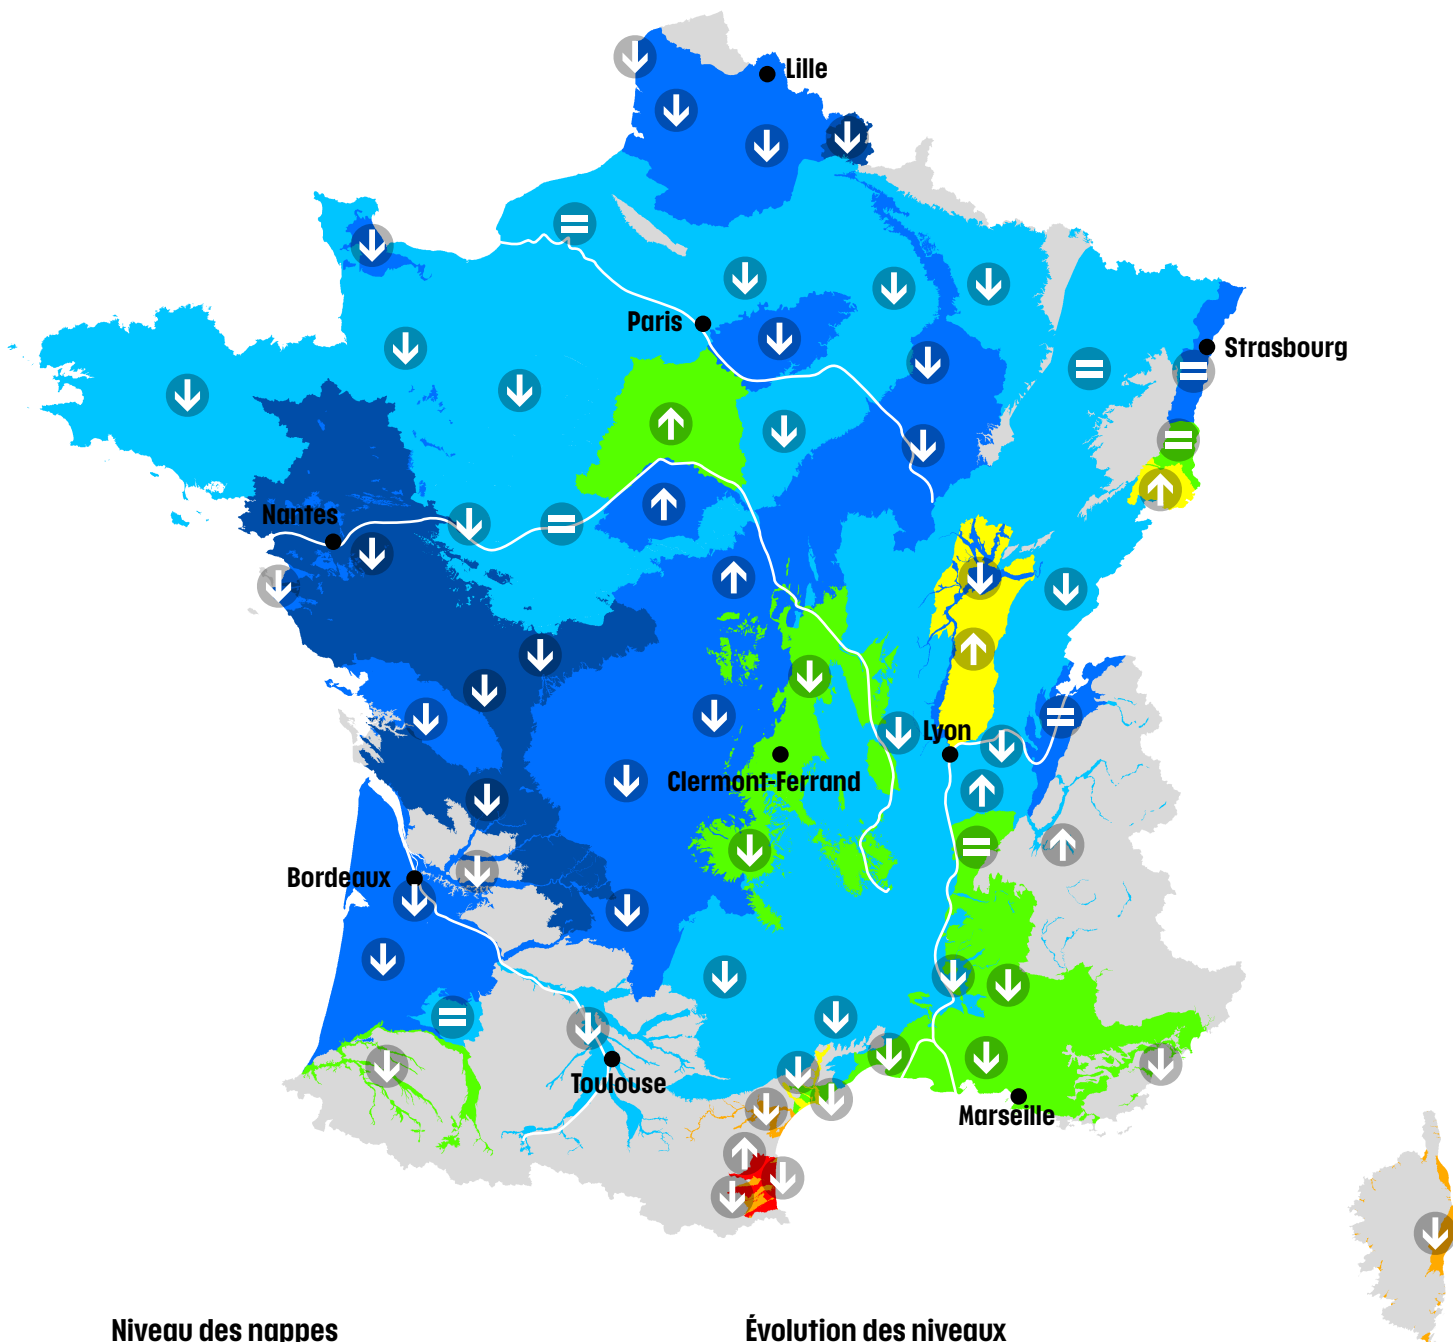 Lille
Paris
Strasbourg
Nantes
Lyon
Clermont-Ferrand
Bordeaux
Toulouse
Marseille
Niveau des nappes
Évolution des niveaux